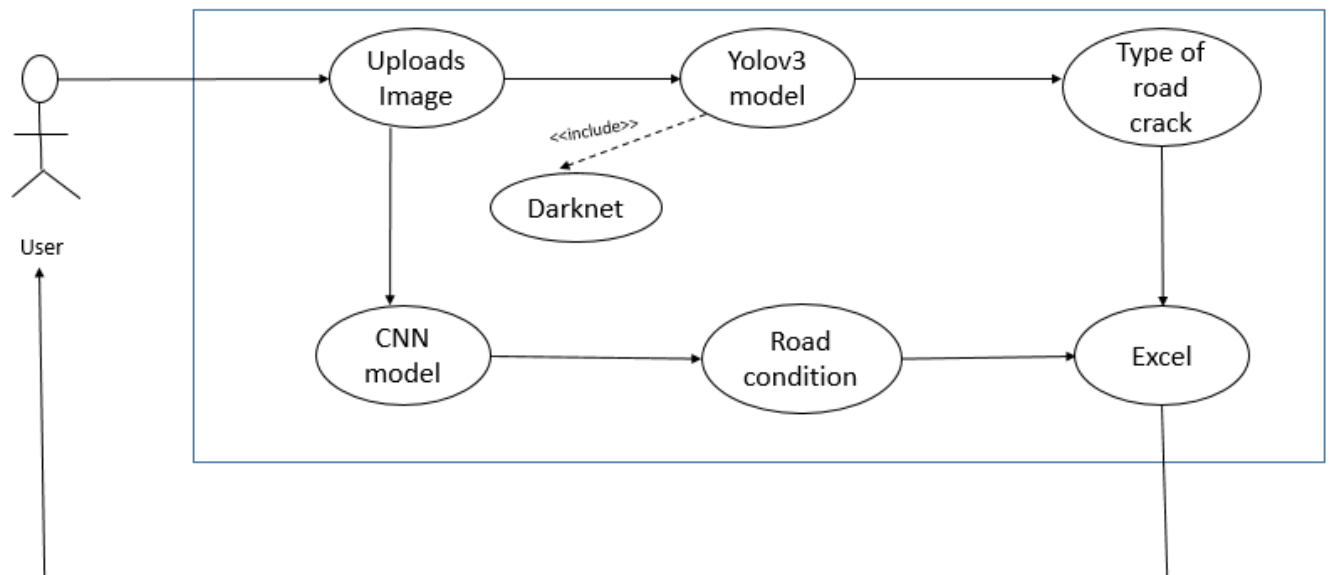 Uploads
Image
Yolov3
model
Type of
road
crack
<<include>>
Darknet
User
CNN
model
Road
condition
Excel